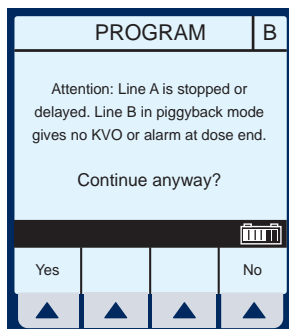 PROGRAM B
Attention: Line A is stopped or
delayed. Line B in piggyback mode
gives no KVO or alarm at dose end.
Continue anyway?
Yes No